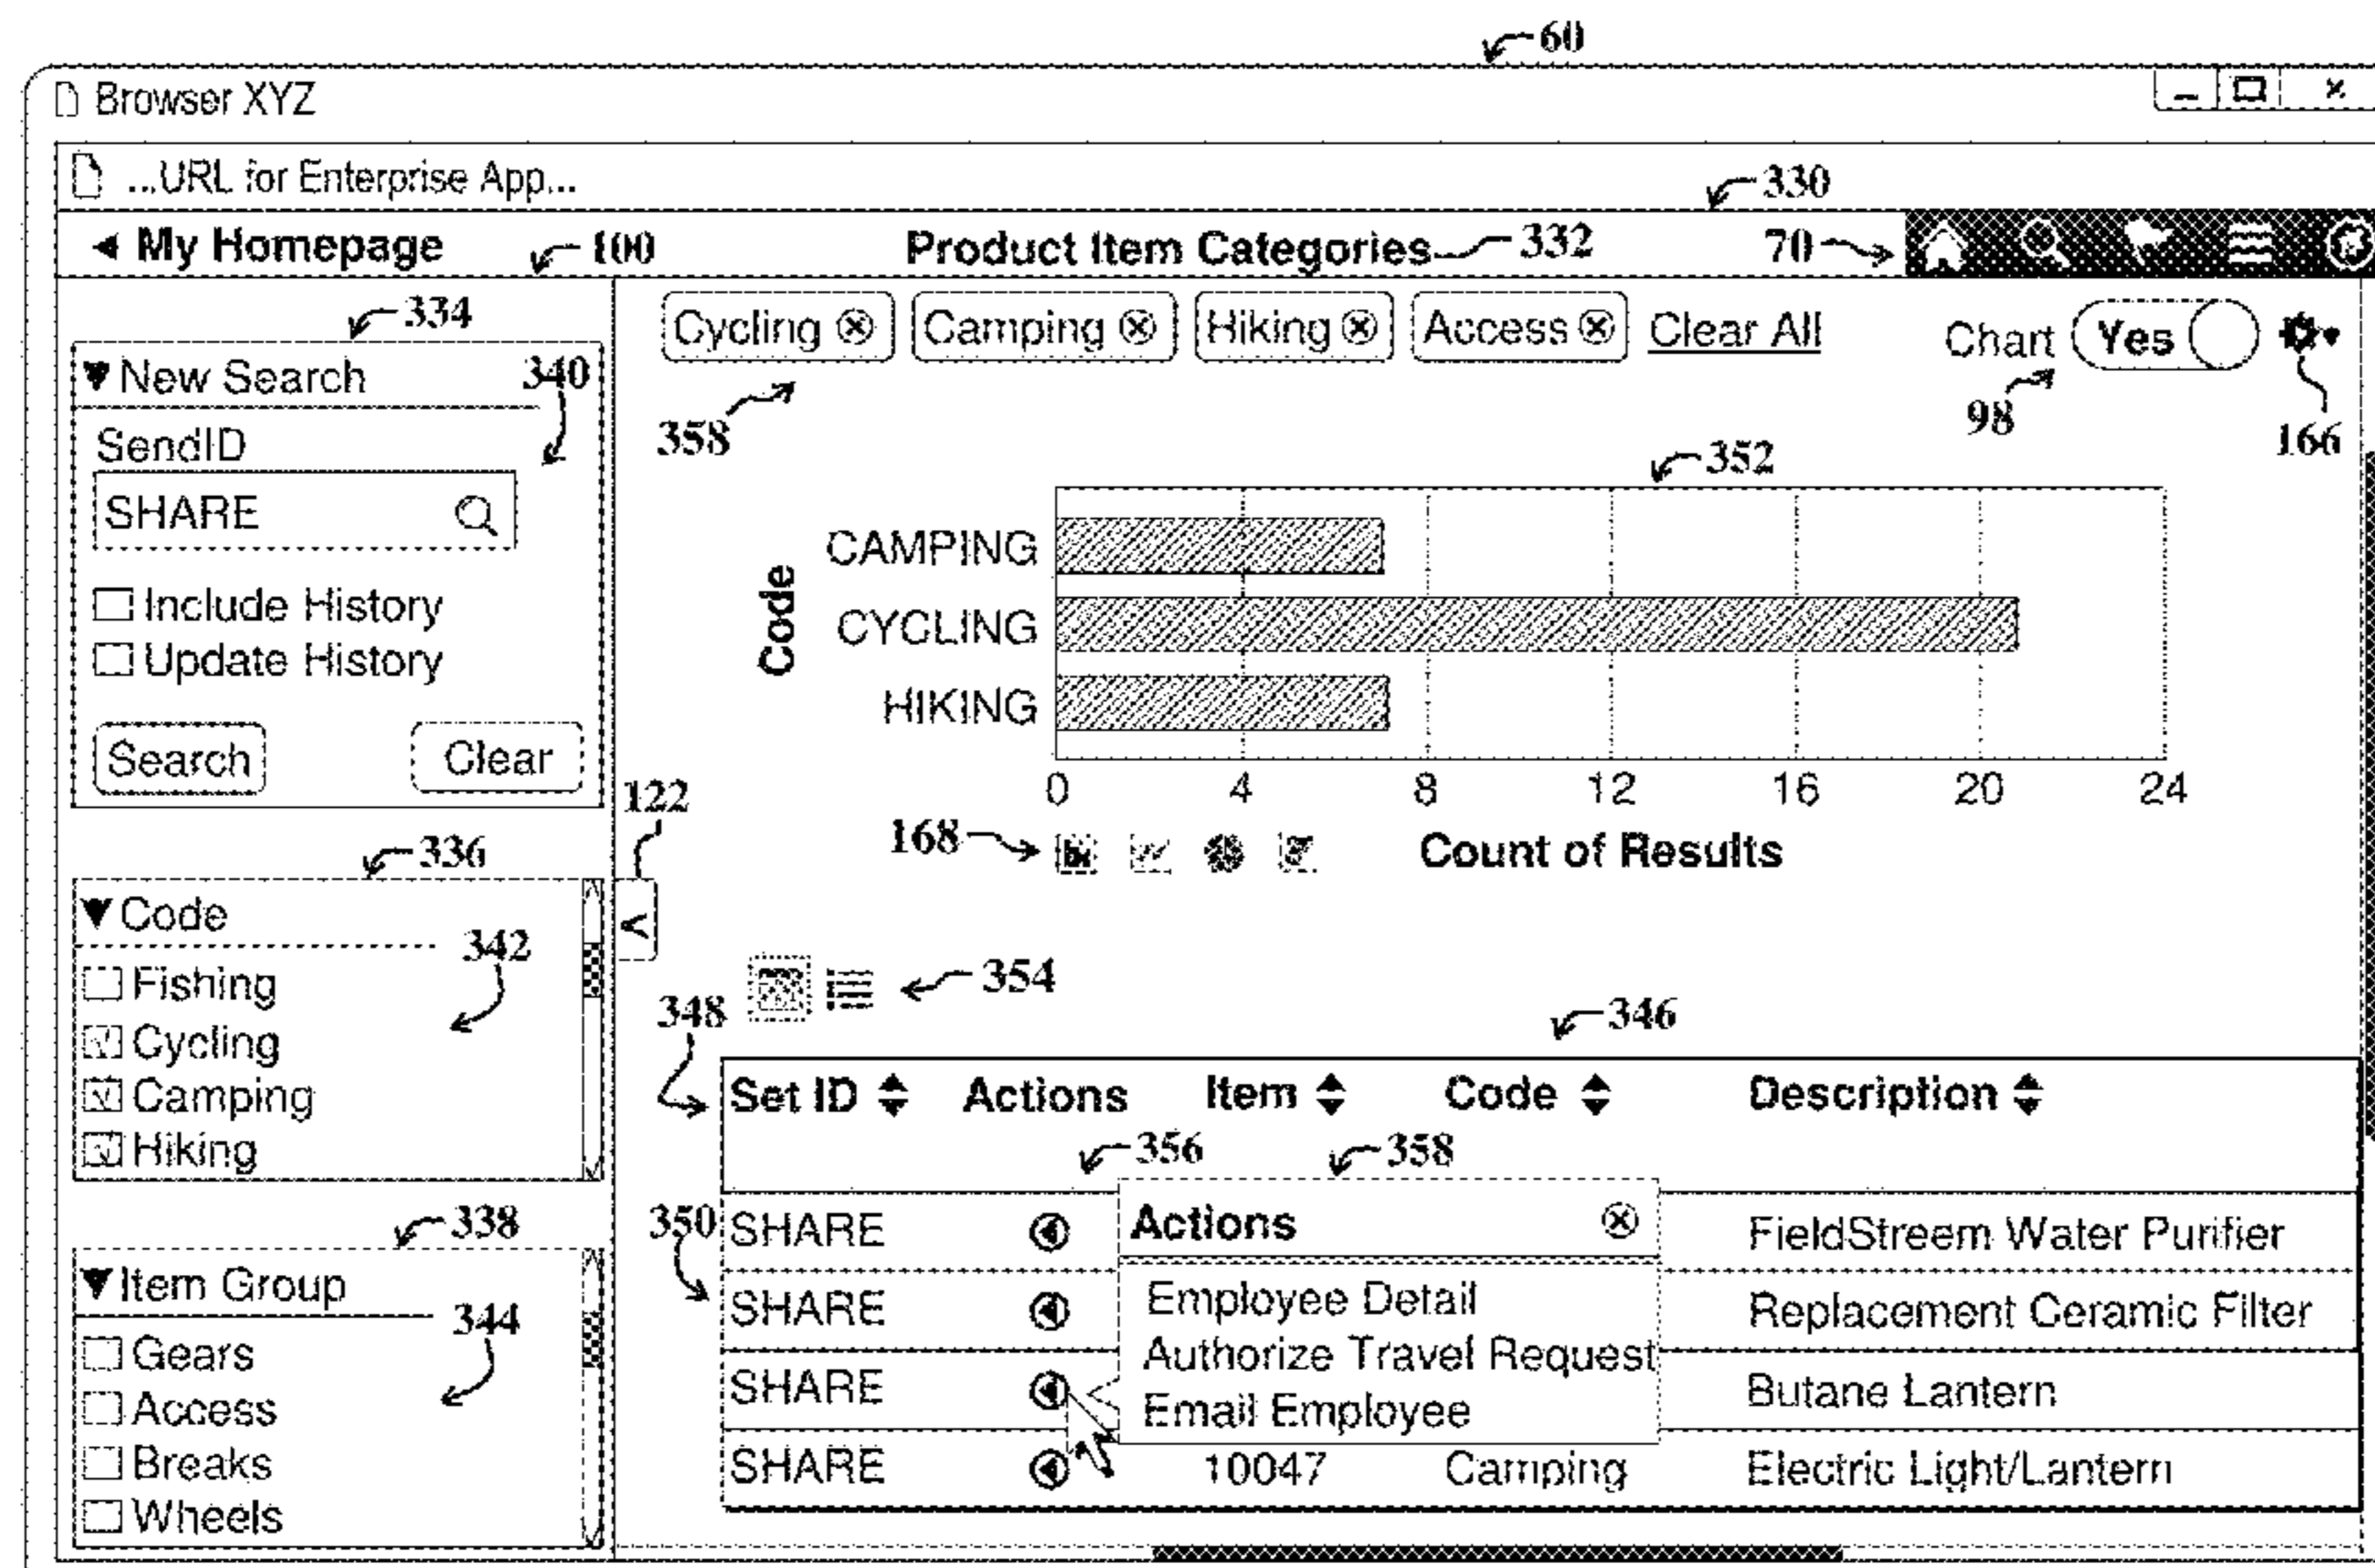 60
Browser XYZ
...URL for Enterprise App...
330
My Homepage
100
Product Item Categories
332
70
334
New Search
340
SendID
SHARE
Include History
Update History
Search
Clear
122
336
Code
342
Fishing
Cycling
Camping
Hiking
338
Item Group
344
Gears
Access
Breaks
Wheels
Cycling Camping Hiking Access Clear All
Chart Yes
358
98
166
352
Code
CAMPING
CYCLING
HIKING
0 4 8 12 16 20 24
168
Count of Results
354
348
346
Set ID Actions Item Code Description
356
358
350
SHARE FieldStreem Water Purifier
SHARE Replacement Ceramic Filter
SHARE Butane Lantern
SHARE 10047 Camping Electric Light/Lantern
Actions
Employee Detail
Authorize Travel Request
Email Employee